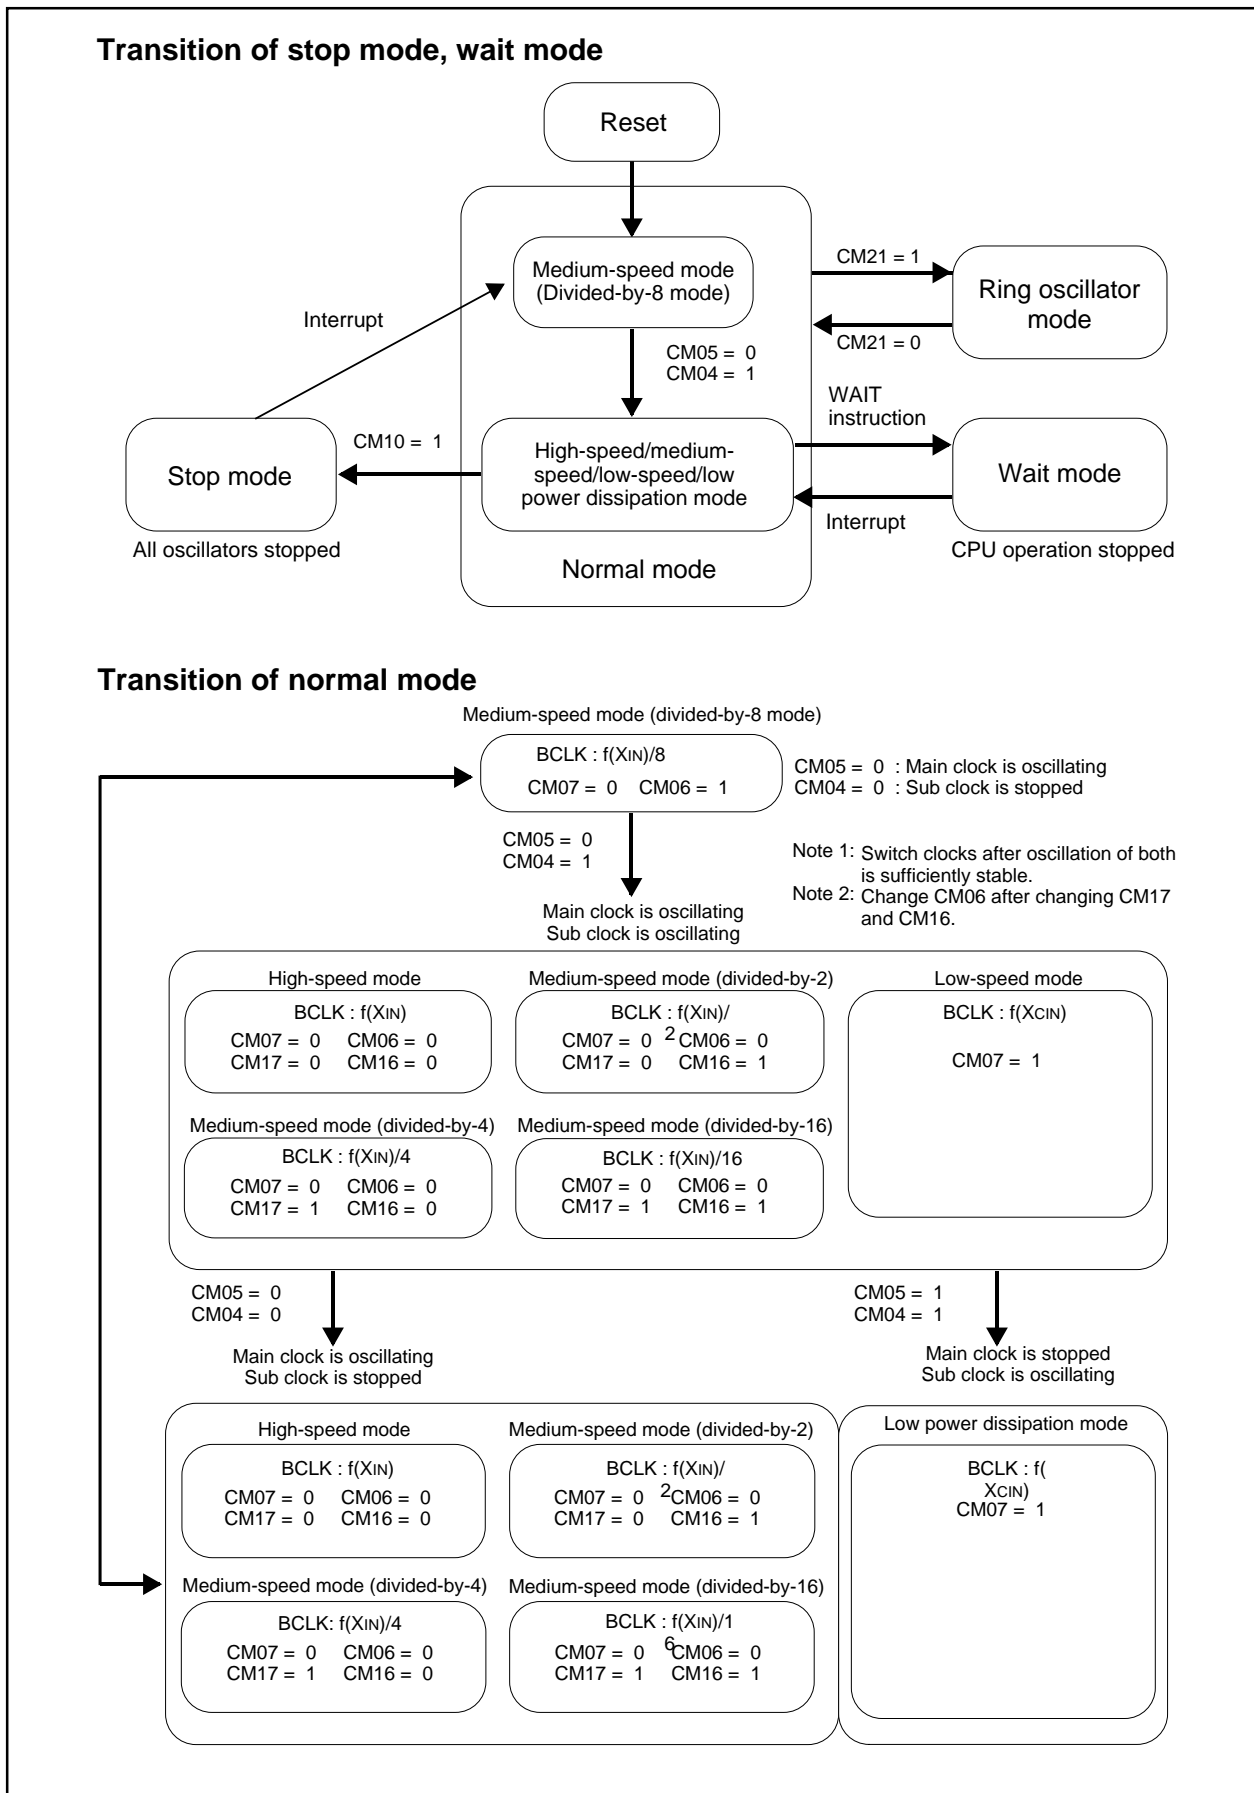 Transition of stop mode, wait mode
Reset
Medium-speed mode
(Divided-by-8 mode)
CM21 = 1
Ring oscillator
mode
CM21 = 0
Interrupt
CM05 = 0
CM04 = 1
WAIT
instruction
CM10 = 1
High-speed/medium-
speed/low-speed/low
power dissipation mode
Stop mode
Wait mode
Interrupt
All oscillators stopped
CPU operation stopped
Normal mode
Transition of normal mode
Medium-speed mode (divided-by-8 mode)
BCLK : f(XIN)/8
CM07 = 0 CM06 = 1
CM05 = 0 : Main clock is oscillating
CM04 = 0 : Sub clock is stopped
CM05 = 0
CM04 = 1
Note 1: Switch clocks after oscillation of both
is sufficiently stable.
Note 2: Change CM06 after changing CM17
and CM16.
Main clock is oscillating
Sub clock is oscillating
High-speed mode
BCLK : f(XIN)
CM07 = 0 CM06 = 0
CM17 = 0 CM16 = 0
Medium-speed mode (divided-by-2)
BCLK : f(XIN)/
2
CM07 = 0 CM06 = 0
CM17 = 0 CM16 = 1
Low-speed mode
BCLK : f(XCIN)
CM07 = 1
Medium-speed mode (divided-by-4)
BCLK : f(XIN)/4
CM07 = 0 CM06 = 0
CM17 = 1 CM16 = 0
Medium-speed mode (divided-by-16)
BCLK : f(XIN)/16
CM07 = 0 CM06 = 0
CM17 = 1 CM16 = 1
CM05 = 0
CM04 = 0
CM05 = 1
CM04 = 1
Main clock is oscillating
Sub clock is stopped
Main clock is stopped
Sub clock is oscillating
High-speed mode
BCLK : f(XIN)
CM07 = 0 CM06 = 0
CM17 = 0 CM16 = 0
Medium-speed mode (divided-by-2)
BCLK : f(XIN)/
2
CM07 = 0 CM06 = 0
CM17 = 0 CM16 = 1
Low power dissipation mode
BCLK : f(
XCIN)
CM07 = 1
Medium-speed mode (divided-by-4)
BCLK: f(XIN)/4
CM07 = 0 CM06 = 0
CM17 = 1 CM16 = 0
Medium-speed mode (divided-by-16)
BCLK : f(XIN)/1
6
CM07 = 0 CM06 = 0
CM17 = 1 CM16 = 1